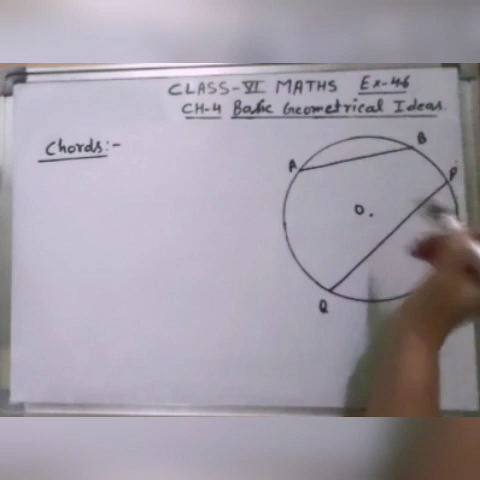 CLASS-VI MATHS Ex-4.6
CH-4 Basic Geometrical Ideas.
Chords:-
A
B
P
O.
Q